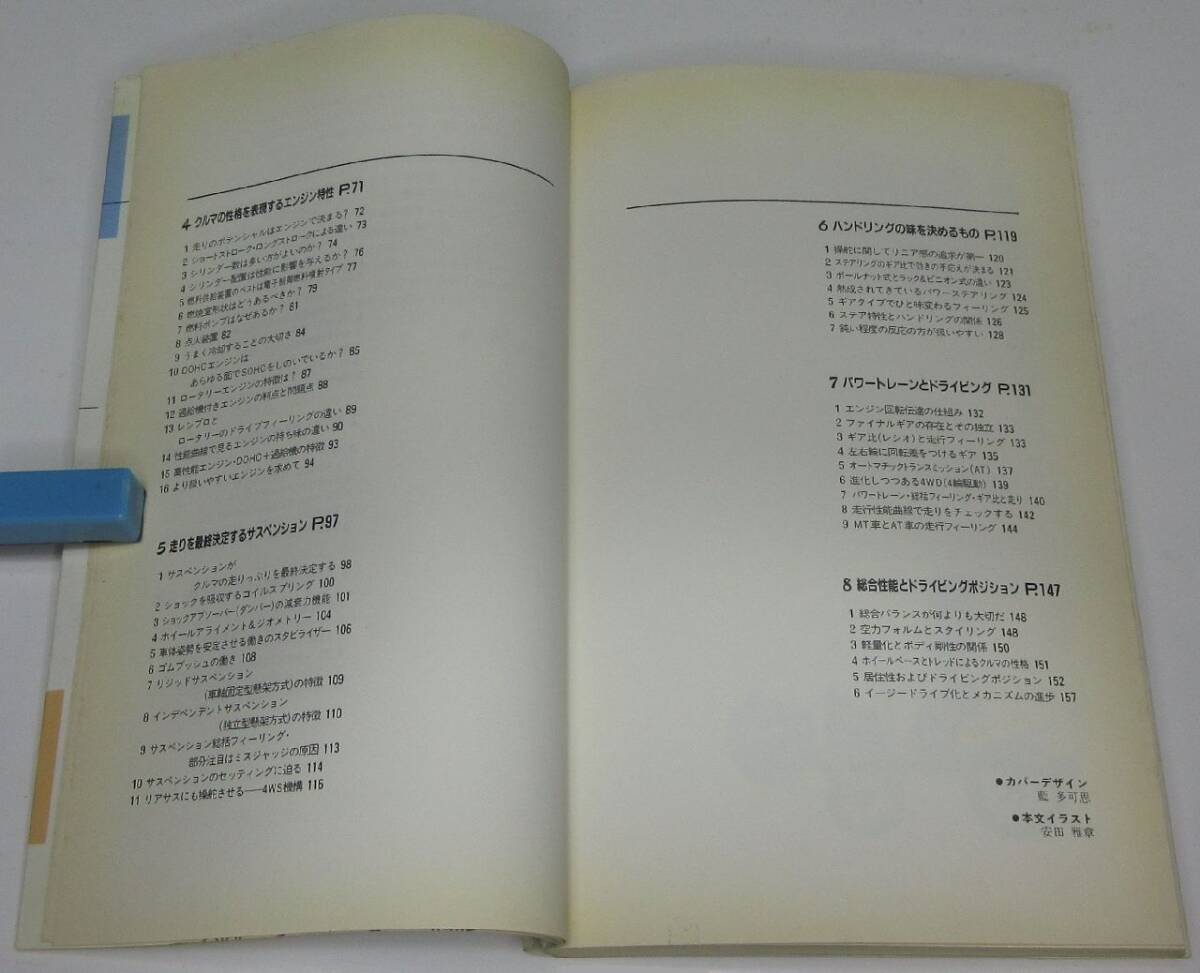 4 クルマの性格を表現するエンジン特性 P.71
1 走りのポテンシャルはエンジンで決まる? 72
2 ショートストローク・ロングストロークによる違い 73
3 シリンダー数は多い方がよいのか? 74
4 シリンダー配置は性能に影響を与えるか? 76
5 燃料供給装置のベストは電子制御燃料噴射タイプ 77
6 燃焼室形状はどうあるべきか? 79
7 燃料ポンプはなぜあるか? 81
8 点火装置 82
9 うまく冷却することの大切さ 84
10 DOHCエンジンは
あらゆる面でSOHCをしのいでいるか? 85
11 ロータリーエンジンの特徴は? 87
12 過給機付きエンジンの利点と問題点 88
13 レシプロと
ロータリーのドライブフィーリングの違い 89
14 性能曲線で見るエンジンの持ち味の違い 90
15 高性能エンジン・DOHC+過給機の特徴 93
16 より扱いやすいエンジンを求めて 94
5 走りを最終決定するサスペンション P.97
1 サスペンションが
クルマの走りっぷりを最終決定する 98
2 ショックを吸収するコイルスプリング 100
3 ショックアブソーバー(ダンパー)の減衰力機能 101
4 ホイールアライメント&ジオメトリー 104
5 車体姿勢を安定させる働きのスタビライザー 106
6 ゴムブッシュの働き 108
7 リジッドサスペンション
(車軸固定型懸架方式)の特徴 109
8 インデペンデントサスペンション
(独立型懸架方式)の特徴 110
9 サスペンション総括フィーリング・
部分注目はミスジャッジの原因 113
10 サスペンションのセッティングに迫る 114
11 リアサスにも操舵させる──4WS機構 116
6 ハンドリングの味を決めるもの P.119
1 操舵に関してリニア感の追求が第一 120
2 ステアリングのギア比で効きの手応えが決まる 121
3 ボールナット式とラック&ピニオン式の違い 123
4 熟成されてきているパワーステアリング 124
5 ギアタイプでひと味変わるフィーリング 125
6 ステア特性とハンドリングの関係 126
7 鈍い程度の反応の方が扱いやすい 128
7 パワートレーンとドライビング P.131
1 エンジン回転伝達の仕組み 132
2 ファイナルギアの存在とその独立 133
3 ギア比(レシオ)と走行フィーリング 133
4 左右輪に回転差をつけるギア 135
5 オートマチックトランスミッション(AT) 137
6 進化しつつある4WD(4輪駆動) 139
7 パワートレーン・総括フィーリング・ギア比と走り 140
8 走行性能曲線で走りをチェックする 142
9 MT車とAT車の走行フィーリング 144
8 総合性能とドライビングポジション P.147
1 総合バランスが何よりも大切だ 148
2 空力フォルムとスタイリング 148
3 軽量化とボディ剛性の関係 150
4 ホイールベースとトレッドによるクルマの性格 151
5 居住性およびドライビングポジション 152
6 イージードライブ化とメカニズムの進歩 157
●カバーデザイン
藍 多可思
●本文イラスト
安田 雅章